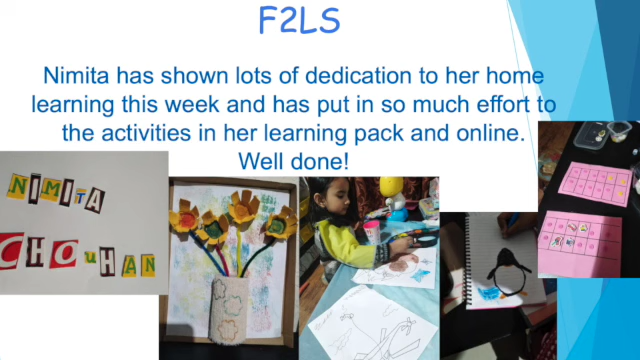 F2LS
Nimita has shown lots of dedication to her home
learning this week and has put in so much effort to
the activities in her learning pack and online.
Well done!
NIMITA
CHOuHAN